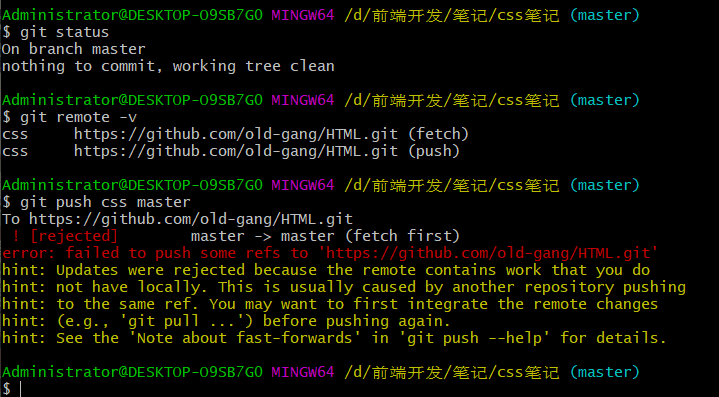 Administrator@DESKTOP-O9SB7GO MINGW64 /d/前端开发/笔记/css笔记 (master)
$ git status
On branch master
nothing to commit, working tree clean
Administrator@DESKTOP-O9SB7GO MINGW64 /d/前端开发/笔记/css笔记 (master)
$ git remote -v
css     https://github.com/old-gang/HTML.git (fetch)
css     https://github.com/old-gang/HTML.git (push)
Administrator@DESKTOP-O9SB7GO MINGW64 /d/前端开发/笔记/css笔记 (master)
$ git push css master
To https://github.com/old-gang/HTML.git
 ! [rejected]        master -> master (fetch first)
error: failed to push some refs to 'https://github.com/old-gang/HTML.git'
hint: Updates were rejected because the remote contains work that you do
hint: not have locally. This is usually caused by another repository pushing
hint: to the same ref. You may want to first integrate the remote changes
hint: (e.g., 'git pull ...') before pushing again.
hint: See the 'Note about fast-forwards' in 'git push --help' for details.
Administrator@DESKTOP-O9SB7GO MINGW64 /d/前端开发/笔记/css笔记 (master)
$